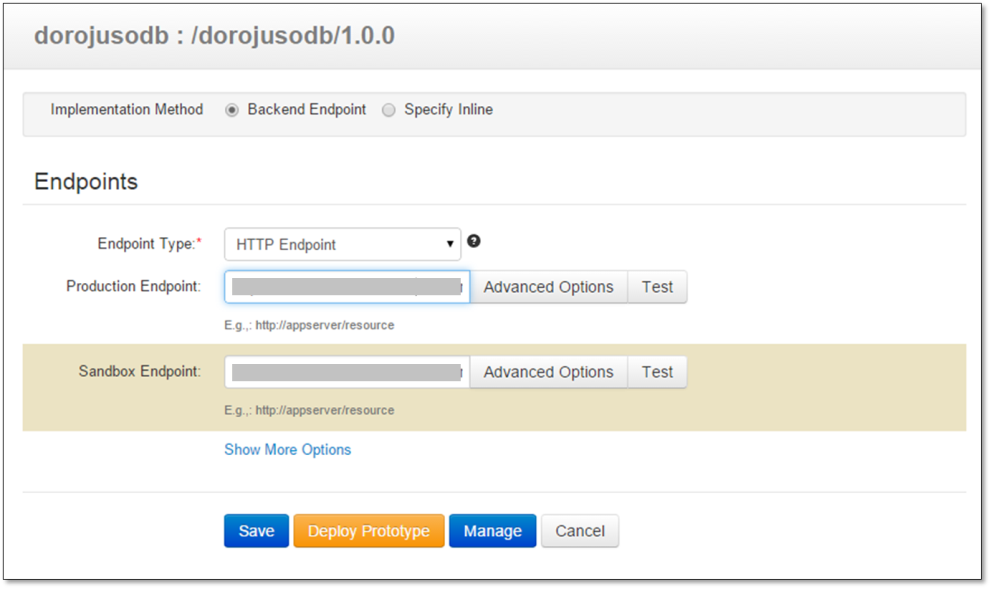 dorojusodb : /dorojusodb/1.0.0
Implementation Method Backend Endpoint Specify Inline
Endpoints
Endpoint Type:* HTTP Endpoint ?
Production Endpoint: Advanced Options Test
E.g.,: http://appserver/resource
Sandbox Endpoint: Advanced Options Test
E.g.,: http://appserver/resource
Show More Options
Save Deploy Prototype Manage Cancel